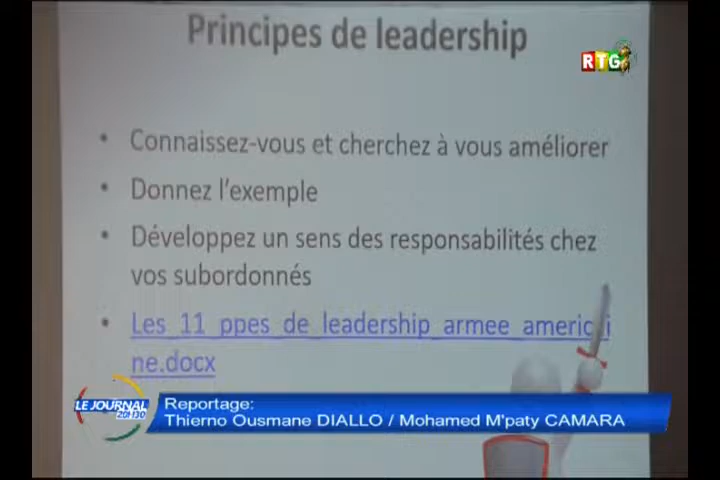 Principes de leadership
RTG
• Connaissez-vous et cherchez à vous améliorer
• Donnez l'exemple
• Développez un sens des responsabilités chez
vos subordonnés
• Les 11 ppes de leadership armee americ i
ne.docx
LE JOURNAL
20H30
Reportage:
Thierno Ousmane DIALLO / Mohamed M'paty CAMARA